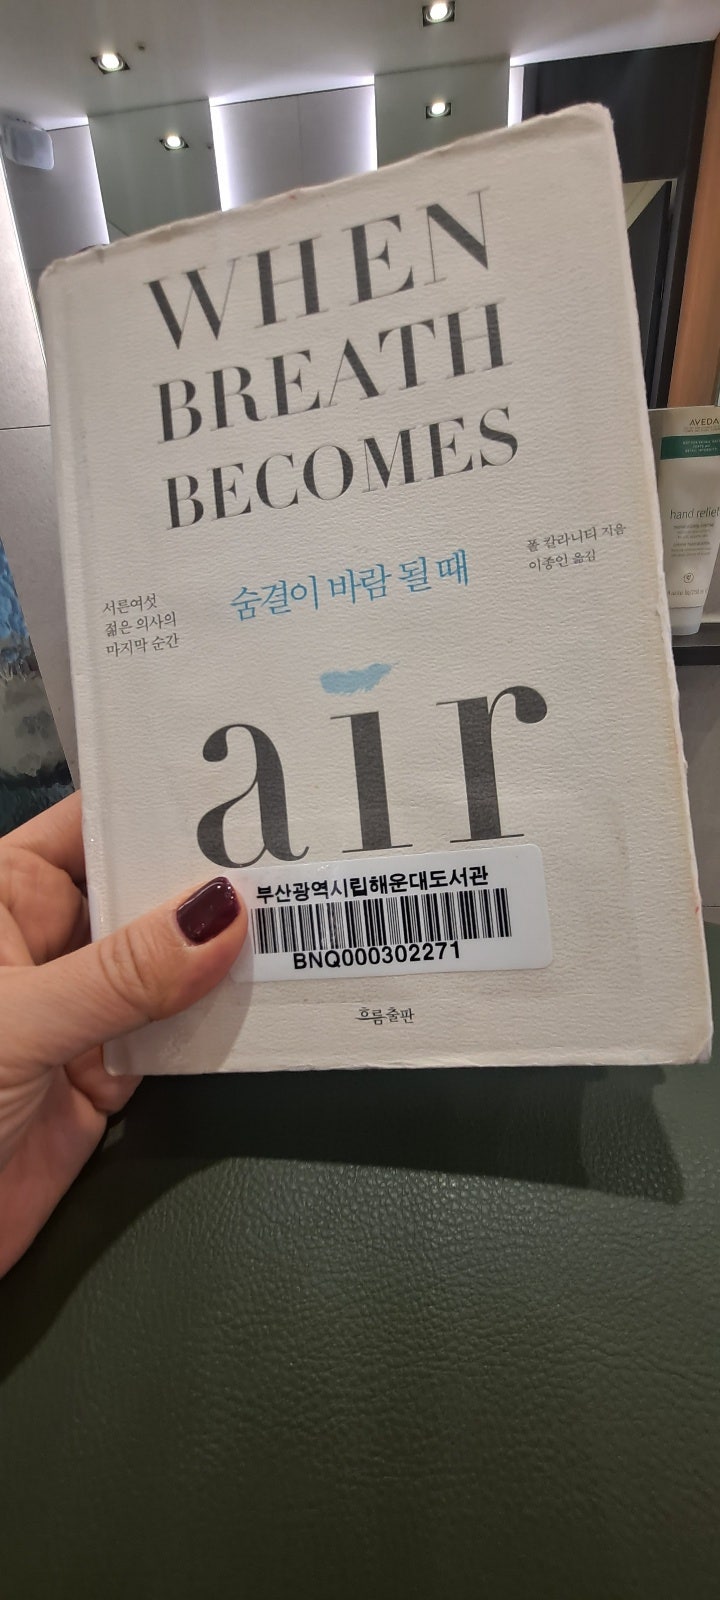 WHEN
BREATH
BECOMES
폴 칼라니티 지음
이종인 옮김
숨결이 바람 될 때
서른여섯
젊은 의사의
마지막 순간
air
부산광역시립해운대도서관
BNQ000302271
흐름출판
AVEDA
hand relief